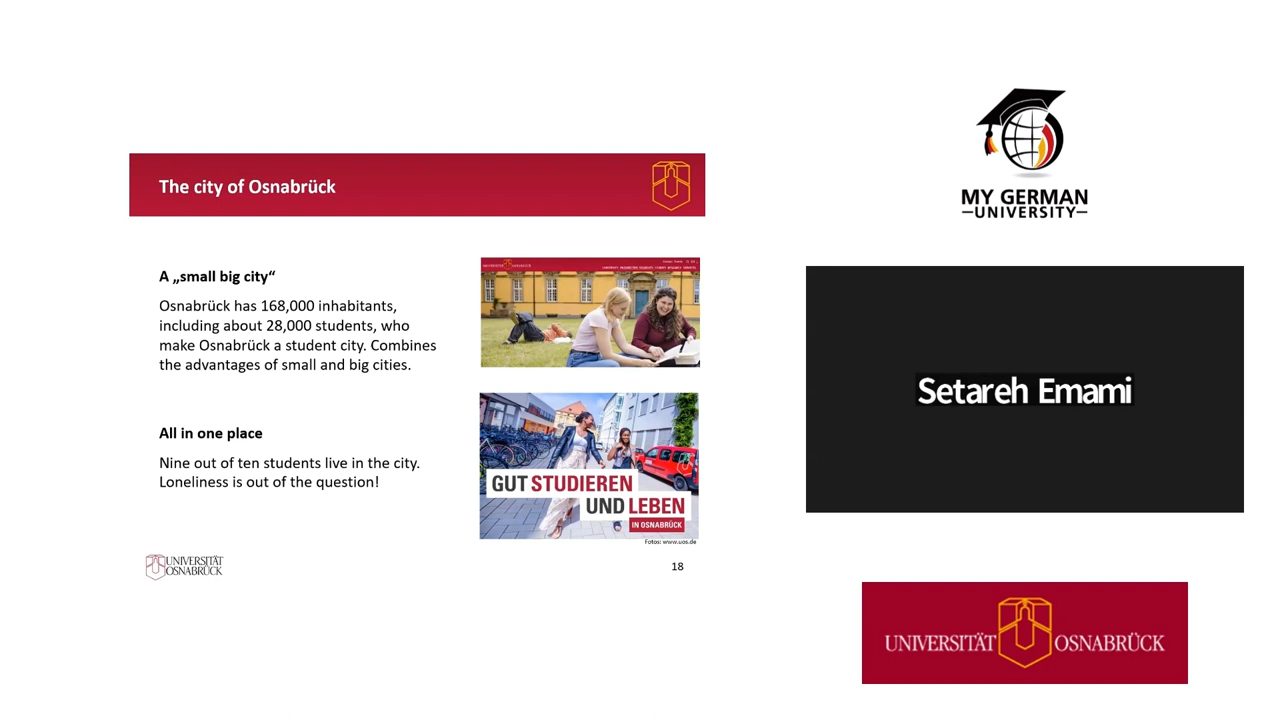 The city of Osnabrück
A „small big city“
Osnabrück has 168,000 inhabitants,
including about 28,000 students, who
make Osnabrück a student city. Combines
the advantages of small and big cities.
All in one place
Nine out of ten students live in the city.
Loneliness is out of the question!
UNIVERSITÄT OSNABRÜCK
GUT STUDIEREN
UND LEBEN
IN OSNABRÜCK
Fotos: www.uos.de
UNIVERSITÄT
OSNABRÜCK
18
MY GERMAN
UNIVERSITY
Setareh Emami
UNIVERSITÄT OSNABRÜCK